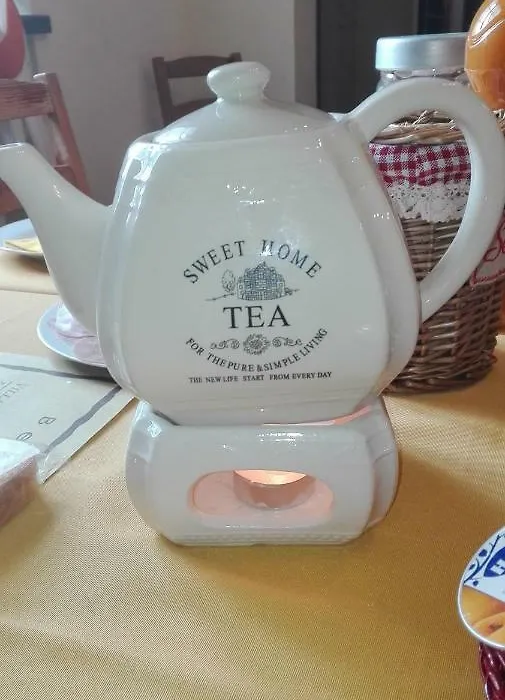 SWEET HOME
TEA
FOR THE PURE & SIMPLE LIVING
THE NEW LIFE START FROM EVERY DAY